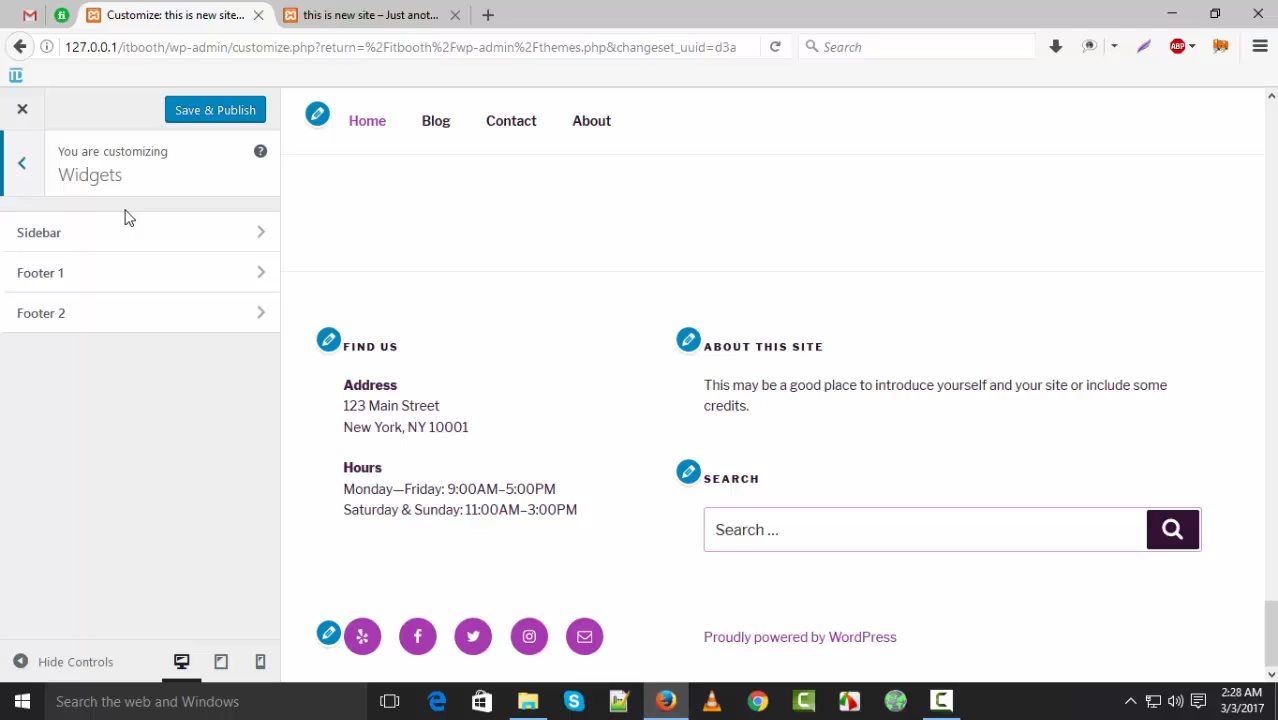 Customize: this is new site...
this is new site – Just anot...
127.0.0.1/itbooth/wp-admin/customize.php?return=%2Fitbooth%2Fwp-admin%2Fthemes.php&changeset_uuid=d3a
Search
ABP
Save & Publish
You are customizing
Widgets
Sidebar
Footer 1
Footer 2
Hide Controls
Home Blog Contact About
FIND US
Address
123 Main Street
New York, NY 10001
Hours
Monday—Friday: 9:00AM–5:00PM
Saturday & Sunday: 11:00AM–3:00PM
ABOUT THIS SITE
This may be a good place to introduce yourself and your site or include some
credits.
SEARCH
Search ...
Proudly powered by WordPress
Search the web and Windows
2:28 AM
3/3/2017